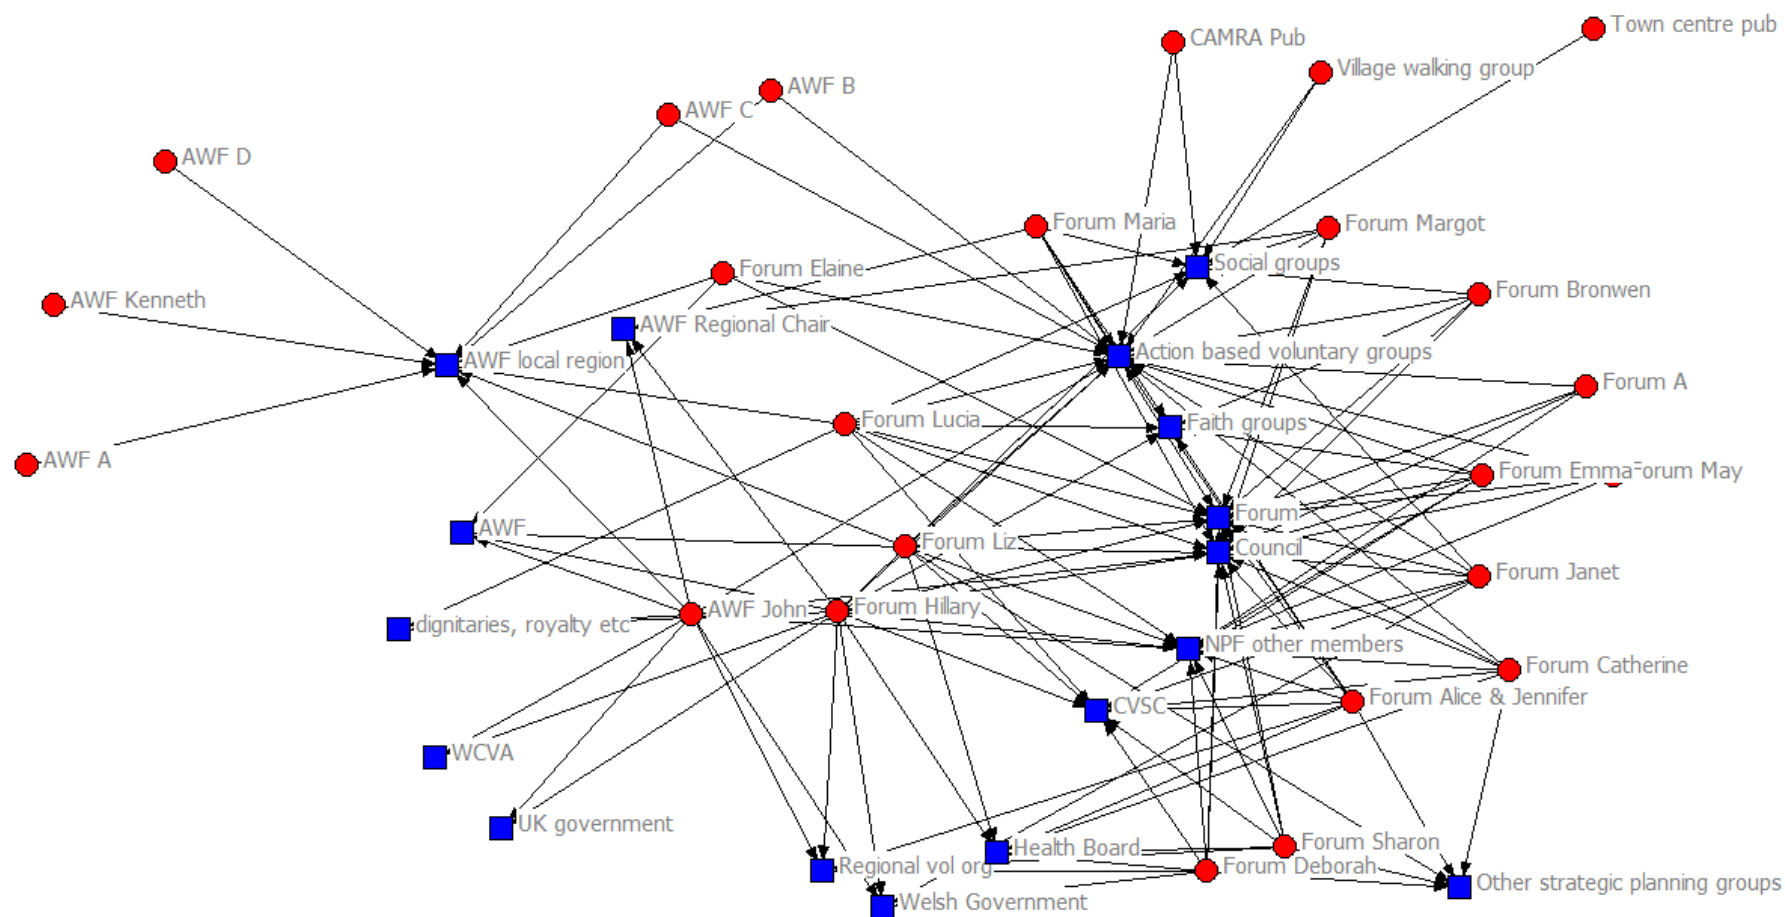 Town centre pub
CAMRA Pub
Village walking group
AWF B
AWF C
AWF D
Forum Maria
Forum Margot
Social groups
Forum Elaine
Forum Bronwen
AWF Kenneth
AWF Regional Chair
Action based voluntary groups
AWF local region
Forum A
Forum Lucia
Faith groups
AWF A
Forum Emma
Forum May
Forum
AWF
Forum Liz
Council
Forum Janet
AWF John
Forum Hillary
dignitaries, royalty etc
NPF other members
Forum Catherine
Forum Alice & Jennifer
CVSC
WCVA
UK government
Forum Sharon
Health Board
Regional vol org
Forum Deborah
Other strategic planning groups
Welsh Government